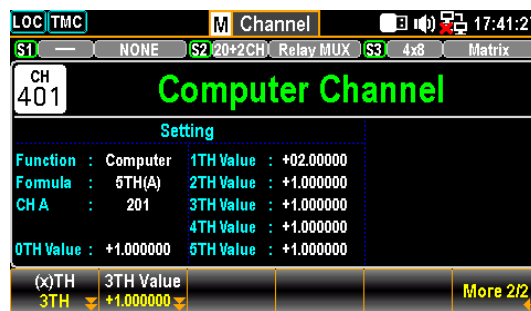 LOC TMC M Channel 17:41:2
S1 — NONE S2 20+2CH Relay MUX S3 4x8 Matrix
CH 401 Computer Channel
Setting
Function : Computer 1TH Value : +02.00000
Formula : 5TH(A) 2TH Value : +1.000000
CH A : 201 3TH Value : +1.000000
4TH Value : +1.000000
0TH Value : +1.000000 5TH Value : +1.000000
(x)TH 3TH Value
3TH +1.000000 More 2/2